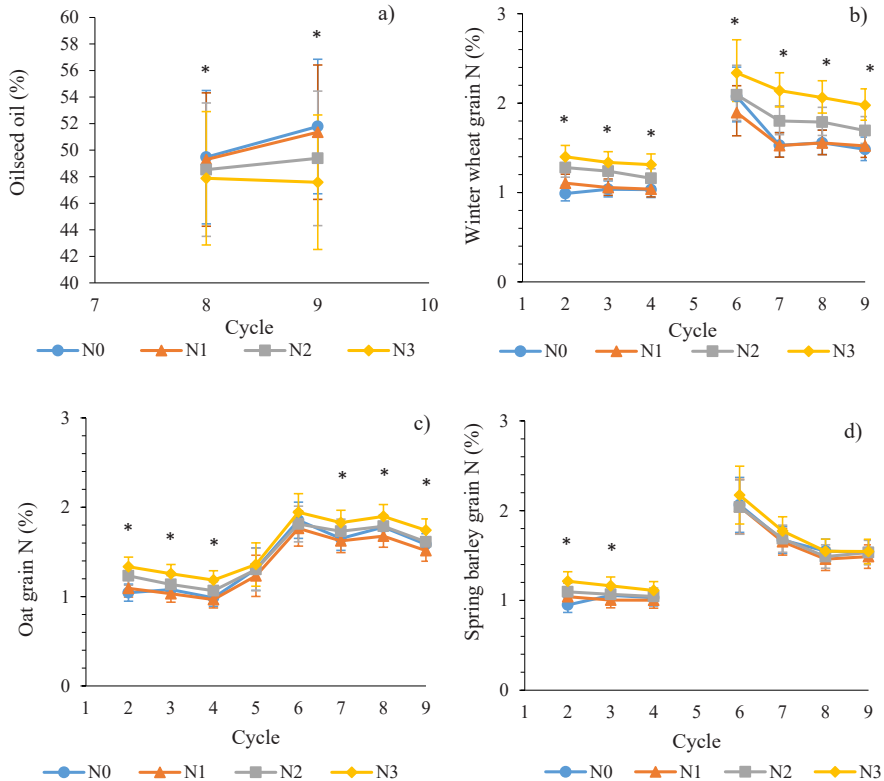 a)
Oilseed oil (%)
60
58
56
54
52
50
48
46
44
42
40
*
*
7
8
9
10
Cycle
N0 N1 N2 N3
b)
Winter wheat grain N (%)
3
2
1
0
* * * * * * *
1 2 3 4 5 6 7 8 9
Cycle
N0 N1 N2 N3
c)
Oat grain N (%)
3
2
1
0
* * * * * *
1 2 3 4 5 6 7 8 9
Cycle
N0 N1 N2 N3
d)
Spring barley grain N (%)
3
2
1
0
* *
1 2 3 4 5 6 7 8 9
Cycle
N0 N1 N2 N3